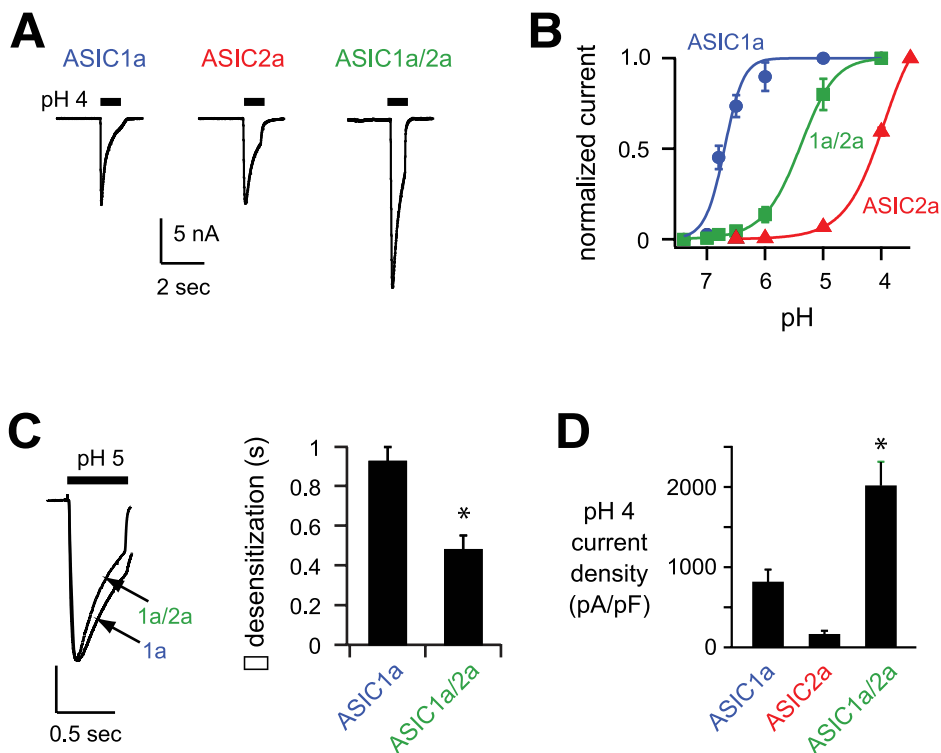 A
ASIC1a ASIC2a ASIC1a/2a
pH 4
5 nA
2 sec
B
ASIC1a
1a/2a
ASIC2a
normalized current
1.0
0.5
0
7 6 5 4
pH
C
pH 5
1a/2a
1a
0.5 sec
desensitization (s)
1
0.8
0.6
0.4
0.2
0
*
ASIC1a
ASIC1a/2a
D
pH 4
current
density
(pA/pF)
2000
1000
0
*
ASIC1a
ASIC2a
ASIC1a/2a